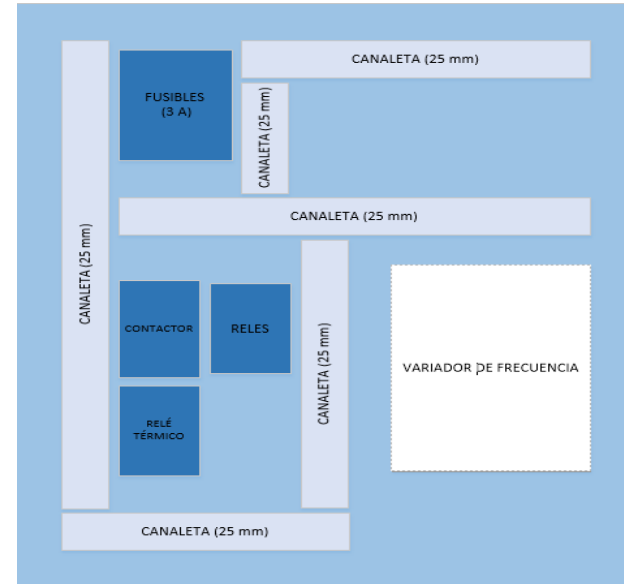 CANALETA (25 mm)
FUSIBLES
(3 A)
CANALETA (25 mm)
CANALETA (25 mm)
CANALETA (25 mm)
CONTACTOR
RELES
CANALETA (25 mm)
VARIADOR DE FRECUENCIA
RELÉ
TÉRMICO
CANALETA (25 mm)